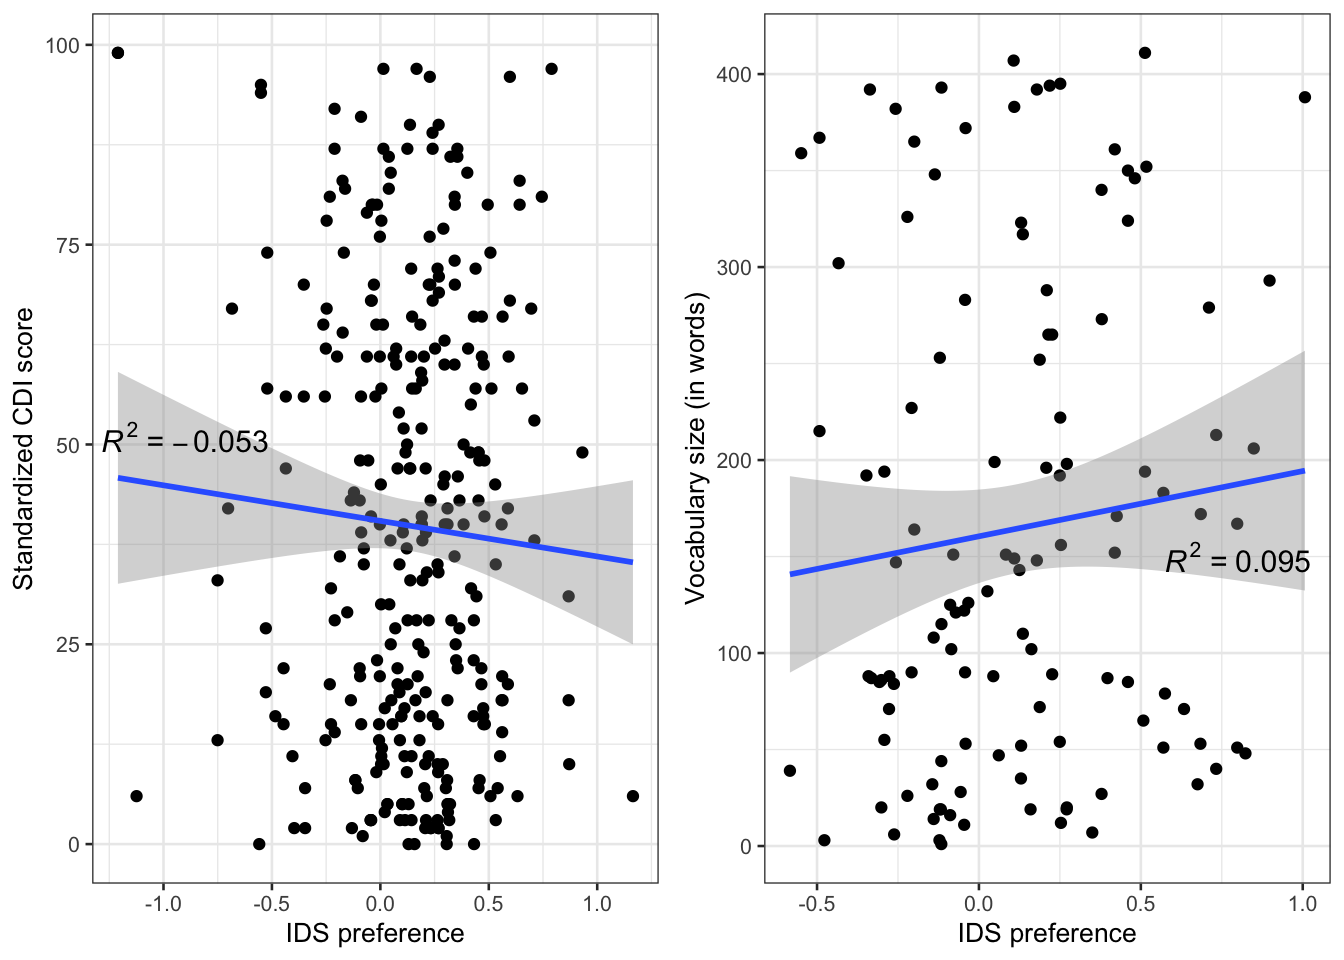 100
75
50
25
0
Standardized CDI score
R² = −0.053
-1.0 -0.5 0.0 0.5 1.0
IDS preference
400
300
200
100
0
Vocabulary size (in words)
R² = 0.095
-0.5 0.0 0.5 1.0
IDS preference